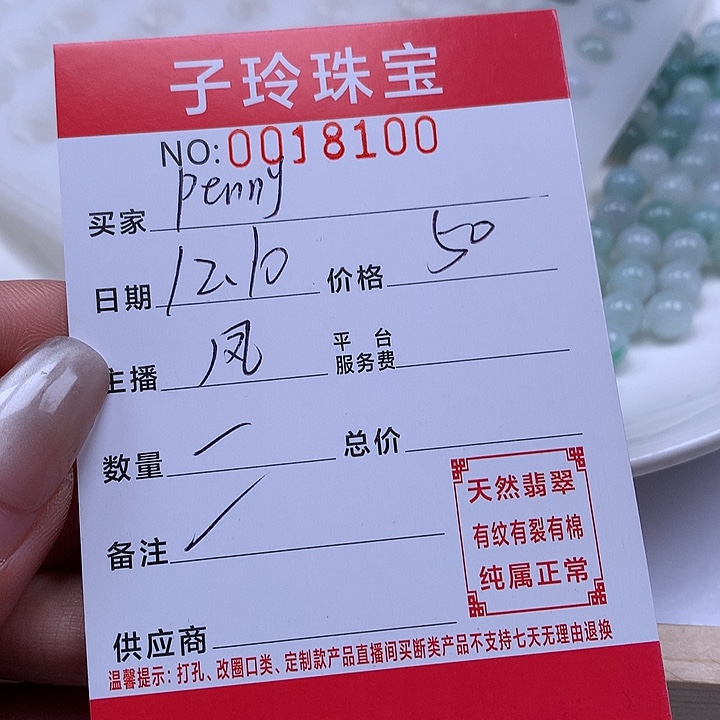 子玲珠宝
NO:0018100
买家 penny
日期 12.10 价格 50
主播 凤 平台服务费
数量 一 总价
备注 ✓
供应商
天然翡翠
有纹有裂有棉
纯属正常
温馨提示：打孔、改圈口类、定制款产品直播间买断类产品不支持七天无理由退换